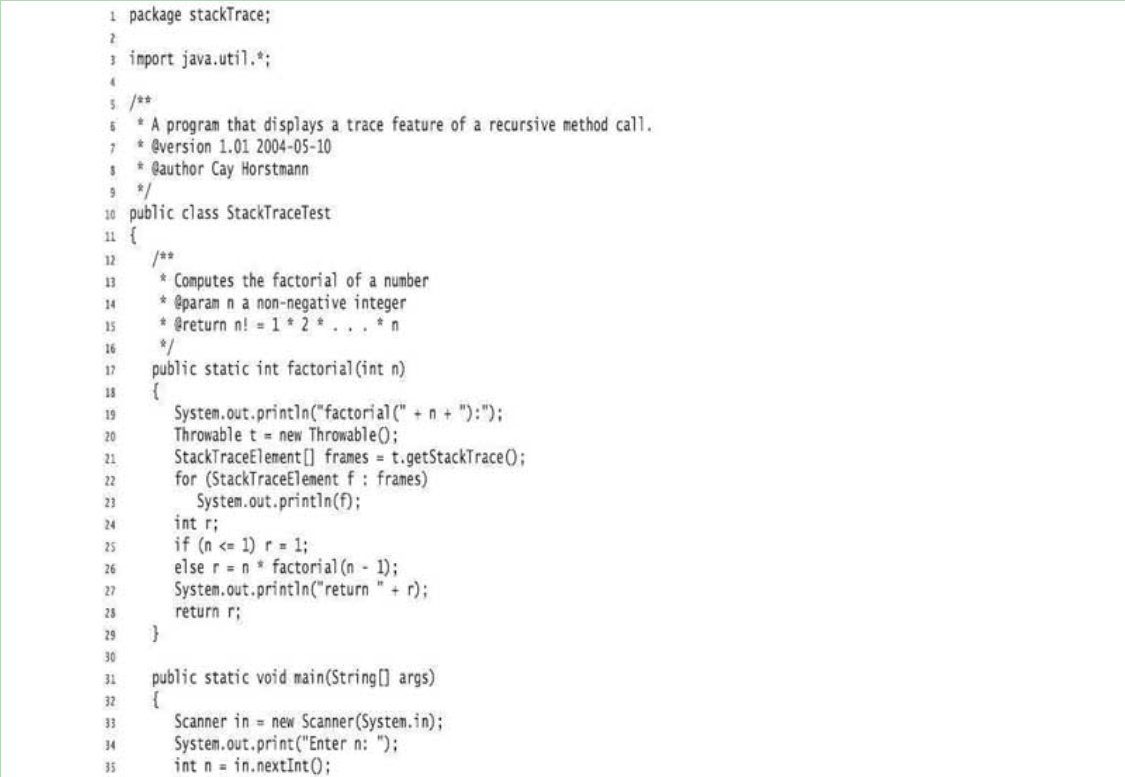 1 package stackTrace;
2
3 import java.util.*;
4
5 /**
6  * A program that displays a trace feature of a recursive method call.
7  * @version 1.01 2004-05-10
8  * @author Cay Horstmann
9  */
10 public class StackTraceTest
11 {
12    /**
13     * Computes the factorial of a number
14     * @param n a non-negative integer
15     * @return n! = 1 * 2 * . . . * n
16     */
17    public static int factorial(int n)
18    {
19       System.out.println("factorial(" + n + "):");
20       Throwable t = new Throwable();
21       StackTraceElement[] frames = t.getStackTrace();
22       for (StackTraceElement f : frames)
23          System.out.println(f);
24       int r;
25       if (n <= 1) r = 1;
26       else r = n * factorial(n - 1);
27       System.out.println("return " + r);
28       return r;
29    }
30
31    public static void main(String[] args)
32    {
33       Scanner in = new Scanner(System.in);
34       System.out.print("Enter n: ");
35       int n = in.nextInt();